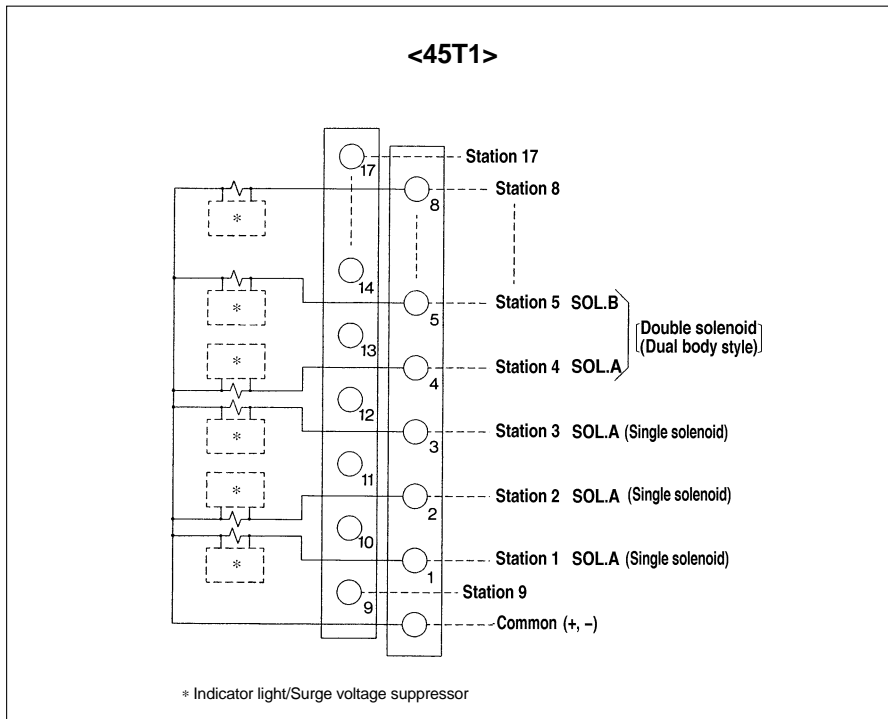 <45T1>
17 Station 17
* 8 Station 8
14
* 5 Station 5 SOL.B
13 [Double solenoid
(Dual body style)]
* 4 Station 4 SOL.A
12
* 3 Station 3 SOL.A (Single solenoid)
11
* 2 Station 2 SOL.A (Single solenoid)
10
* 1 Station 1 SOL.A (Single solenoid)
9 Station 9
Common (+, –)
* Indicator light/Surge voltage suppressor